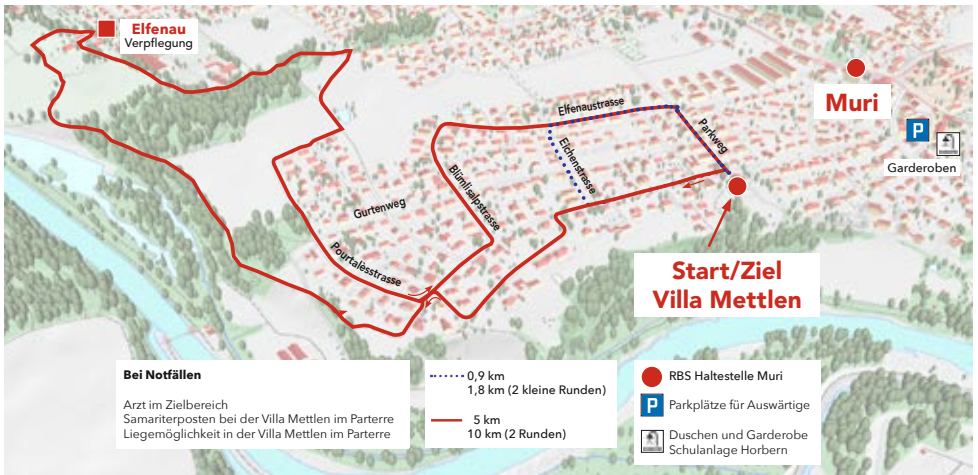 Elfenau
Verpflegung
Muri
P
Garderoben
Elfenaustrasse
Parkweg
Eichenstrasse
Blümlisalpstrasse
Gurtenweg
Pourtalèsstrasse
Start/Ziel
Villa Mettlen
Bei Notfällen
Arzt im Zielbereich
Samariterposten bei der Villa Mettlen im Parterre
Liegemöglichkeit in der Villa Mettlen im Parterre
0,9 km
1,8 km (2 kleine Runden)
5 km
10 km (2 Runden)
RBS Haltestelle Muri
P Parkplätze für Auswärtige
Duschen und Garderobe
Schulanlage Horbern